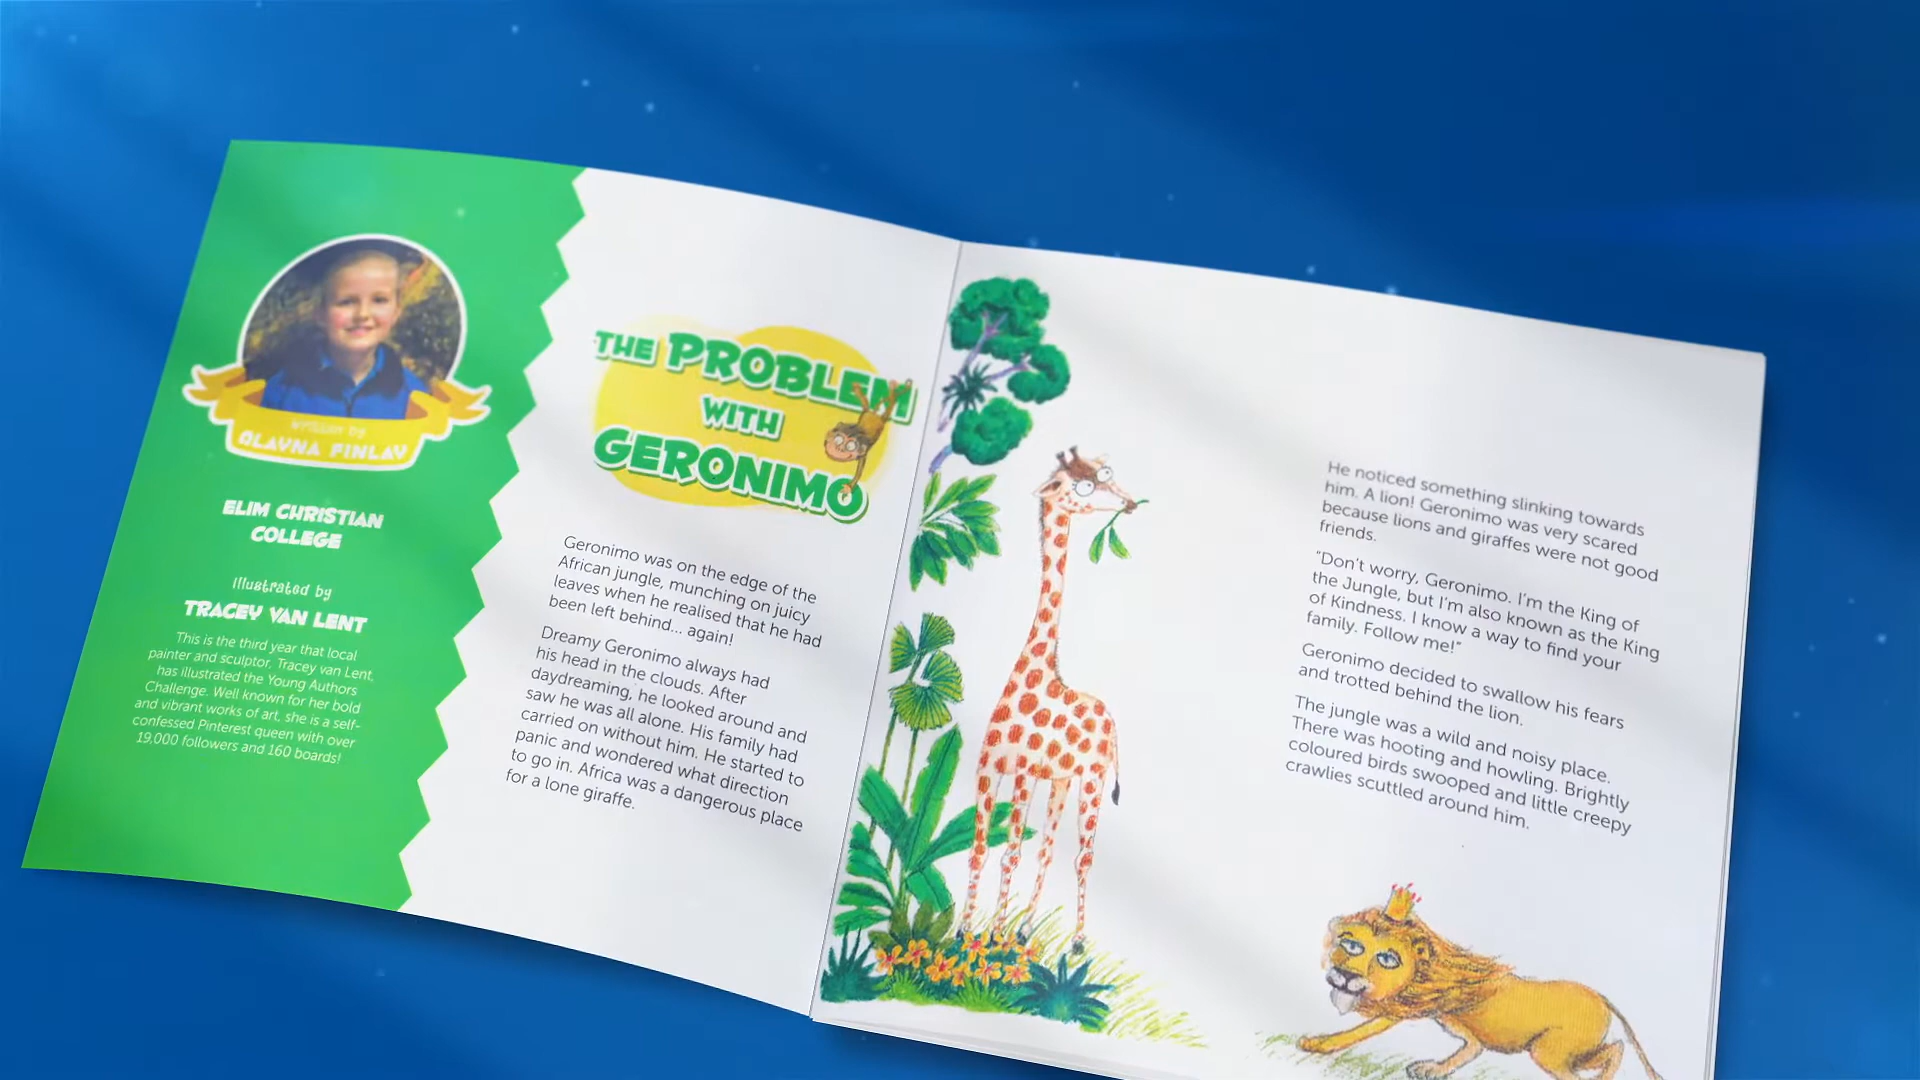 written by
ALAYNA FINLAY
ELIM CHRISTIAN
COLLEGE
Illustrated by
TRACEY VAN LENT
This is the third year that local
painter and sculptor, Tracey van Lent,
has illustrated the Young Authors
Challenge. Well known for her bold
and vibrant works of art, she is a self-
confessed Pinterest queen with over
19,000 followers and 160 boards!
THE PROBLEM
WITH
GERONIMO
Geronimo was on the edge of the
African jungle, munching on juicy
leaves when he realised that he had
been left behind... again!
Dreamy Geronimo always had
his head in the clouds. After
daydreaming, he looked around and
saw he was all alone. His family had
carried on without him. He started to
panic and wondered what direction
to go in. Africa was a dangerous place
for a lone giraffe.
He noticed something slinking towards
him. A lion! Geronimo was very scared
because lions and giraffes were not good
friends.
"Don't worry, Geronimo. I'm the King of
the Jungle, but I'm also known as the King
of Kindness. I know a way to find your
family. Follow me!"
Geronimo decided to swallow his fears
and trotted behind the lion.
The jungle was a wild and noisy place.
There was hooting and howling. Brightly
coloured birds swooped and little creepy
crawlies scuttled around him.